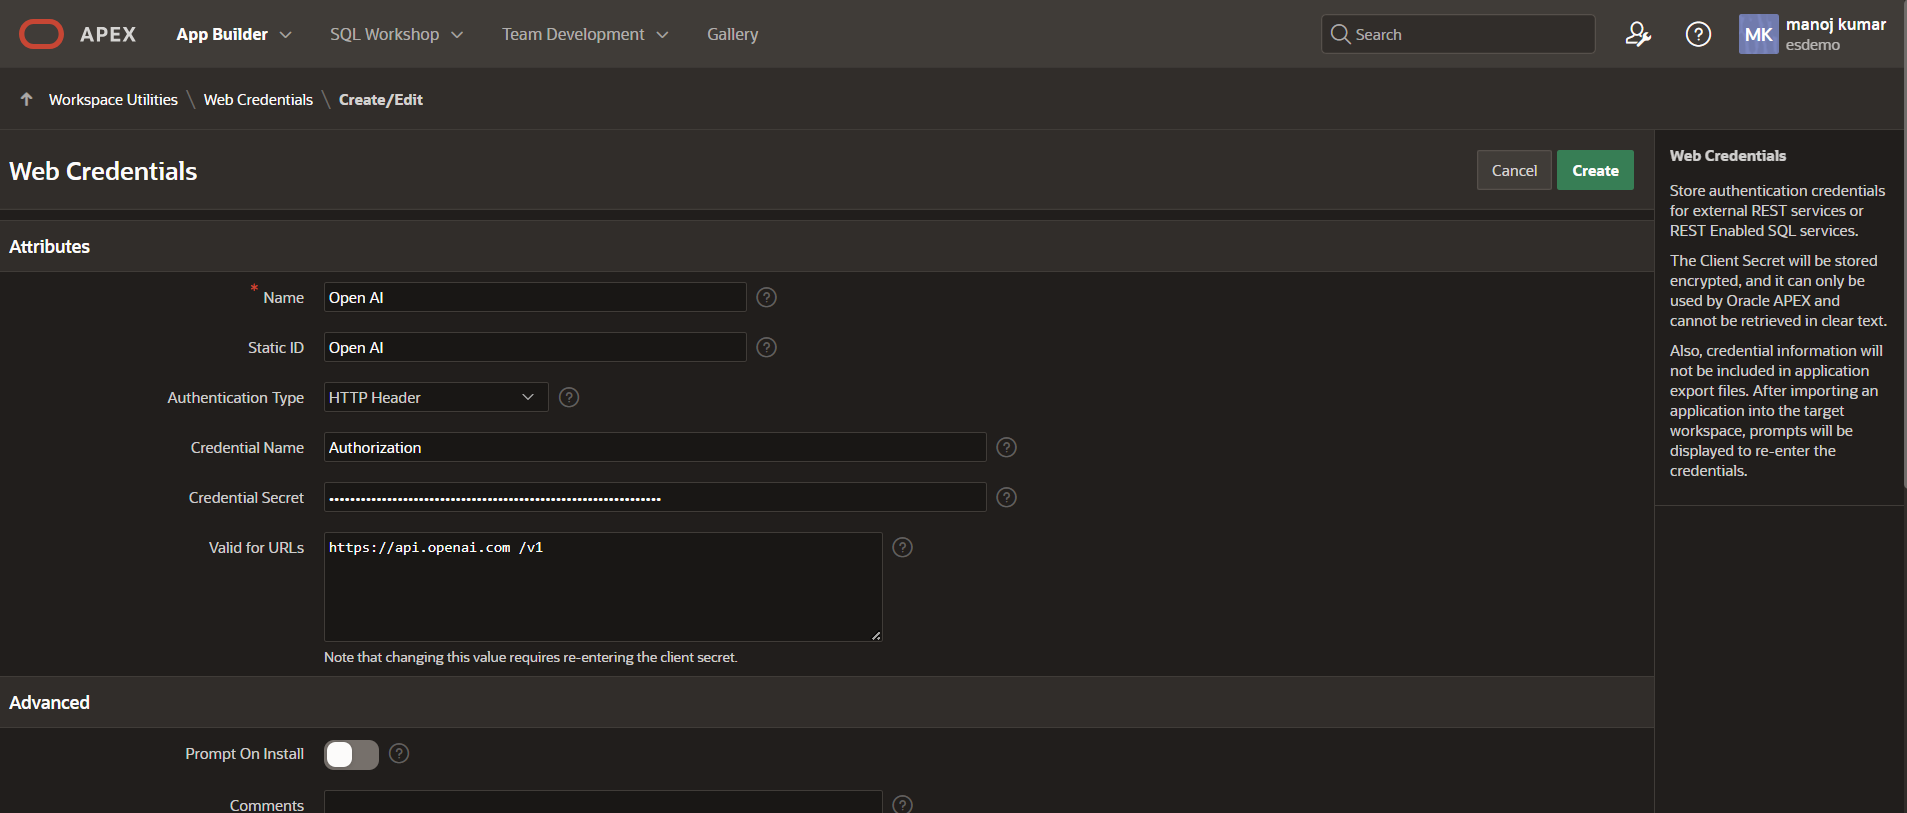 APEX App Builder SQL Workshop Team Development Gallery Search MK manoj kumar
esdemo
Workspace Utilities \ Web Credentials \ Create/Edit
Web Credentials Cancel Create
Attributes
* Name Open AI
Static ID Open AI
Authentication Type HTTP Header
Credential Name Authorization
Credential Secret ••••••••••••••••••••••••••••••••••••••••••••••••••••••••••••••
Valid for URLs https://api.openai.com /v1
Note that changing this value requires re-entering the client secret.
Advanced
Prompt On Install
Comments
Web Credentials
Store authentication credentials
for external REST services or
REST Enabled SQL services.
The Client Secret will be stored
encrypted, and it can only be
used by Oracle APEX and
cannot be retrieved in clear text.
Also, credential information will
not be included in application
export files. After importing an
application into the target
workspace, prompts will be
displayed to re-enter the
credentials.